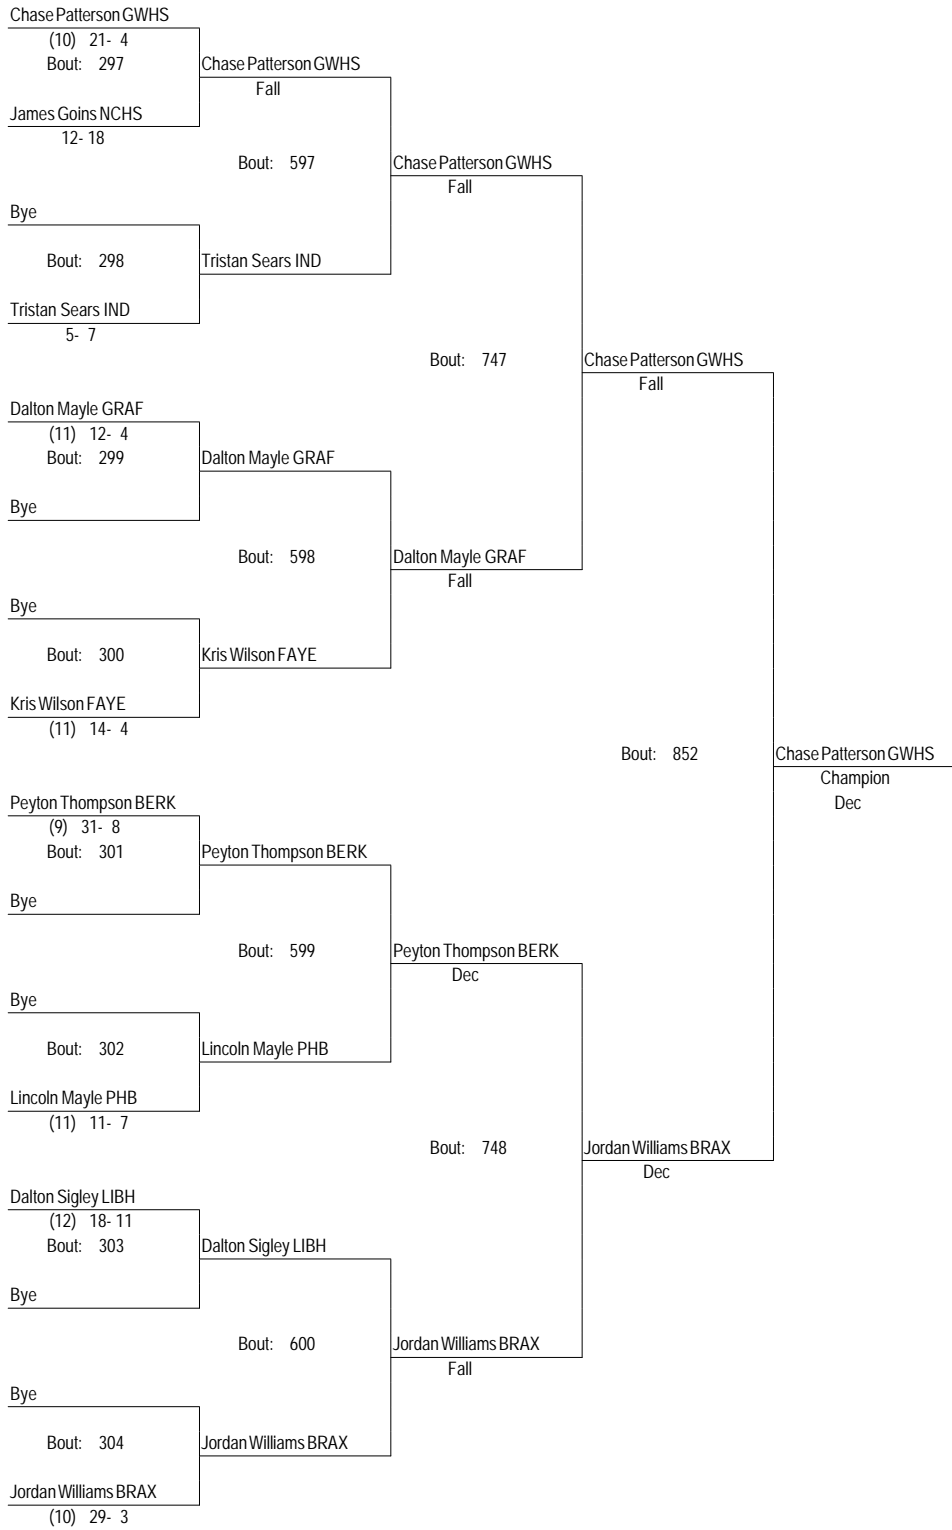 Chase Patterson GWHS
(10) 21- 4
Bout: 297
Chase Patterson GWHS
Fall
James Goins NCHS
12- 18
Bout: 597
Chase Patterson GWHS
Fall
Bye
Bout: 298
Tristan Sears IND
Tristan Sears IND
5- 7
Bout: 747
Chase Patterson GWHS
Fall
Dalton Mayle GRAF
(11) 12- 4
Bout: 299
Dalton Mayle GRAF
Bye
Bout: 598
Dalton Mayle GRAF
Fall
Bye
Bout: 300
Kris Wilson FAYE
Kris Wilson FAYE
(11) 14- 4
Bout: 852
Chase Patterson GWHS
Champion
Dec
Peyton Thompson BERK
(9) 31- 8
Bout: 301
Peyton Thompson BERK
Bye
Bout: 599
Peyton Thompson BERK
Dec
Bye
Bout: 302
Lincoln Mayle PHB
Lincoln Mayle PHB
(11) 11- 7
Bout: 748
Jordan Williams BRAX
Dec
Dalton Sigley LIBH
(12) 18- 11
Bout: 303
Dalton Sigley LIBH
Bye
Bout: 600
Jordan Williams BRAX
Fall
Bye
Bout: 304
Jordan Williams BRAX
Jordan Williams BRAX
(10) 29- 3